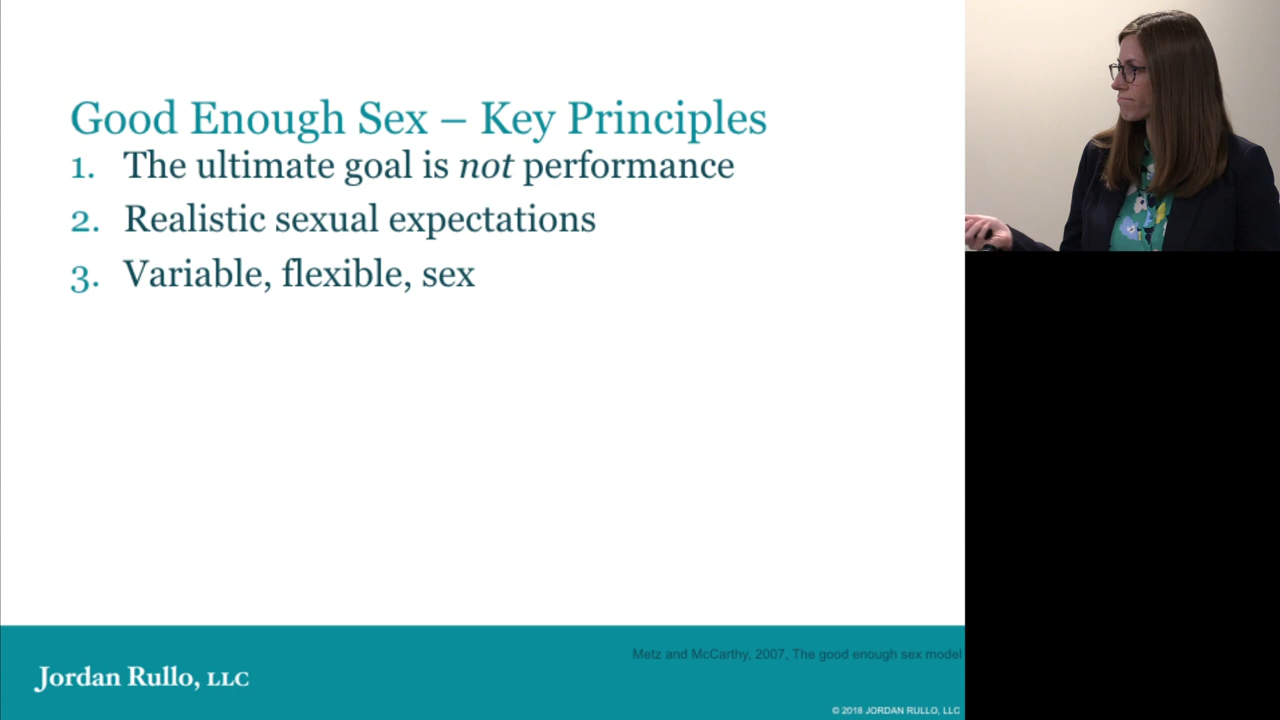 Good Enough Sex – Key Principles
1. The ultimate goal is not performance
2. Realistic sexual expectations
3. Variable, flexible, sex
Metz and McCarthy, 2007, The good enough sex model
Jordan Rullo, LLC
© 2018 JORDAN RULLO, LLC